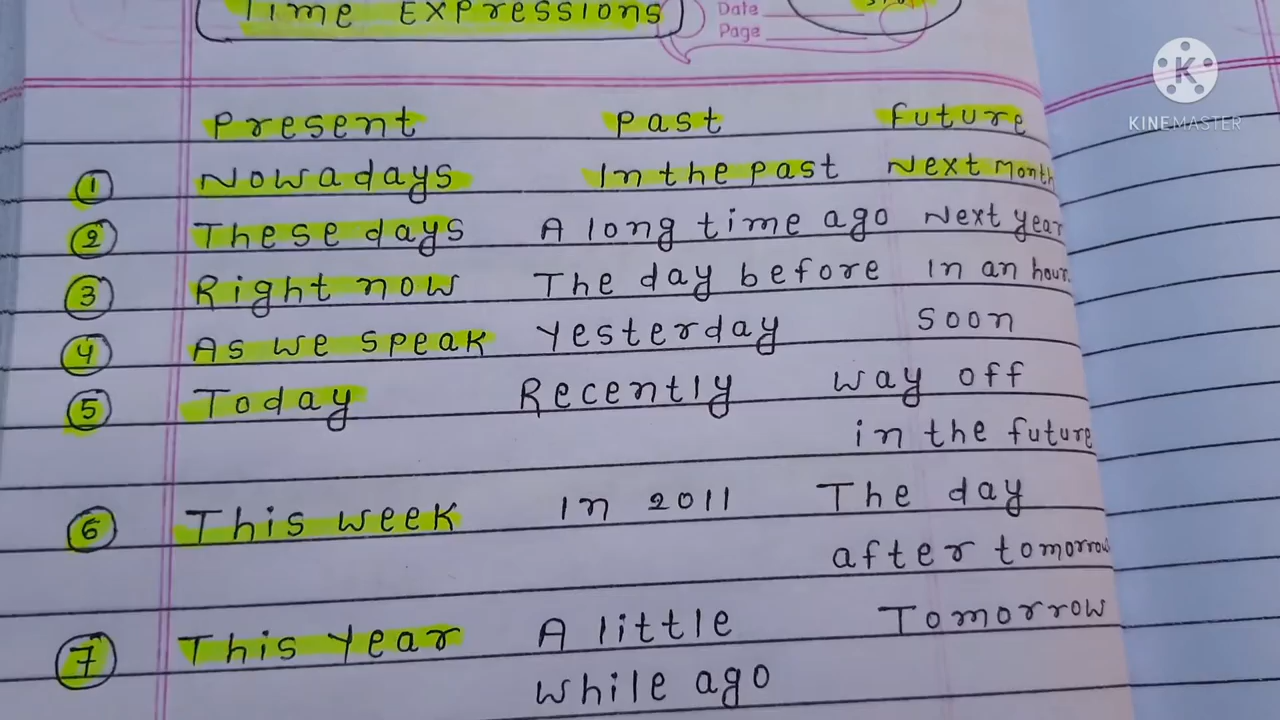 Time Expressions
Date
Page
Present Past Future
1 Nowadays In the past Next Month
2 These days A long time ago Next year
3 Right now The day before In an hour.
4 As we speak Yesterday Soon
5 Today Recently way off
in the future
6 This week In 2011 The day
after tomorrow
7 This year A little Tomorrow
while ago
K
KINEMASTER